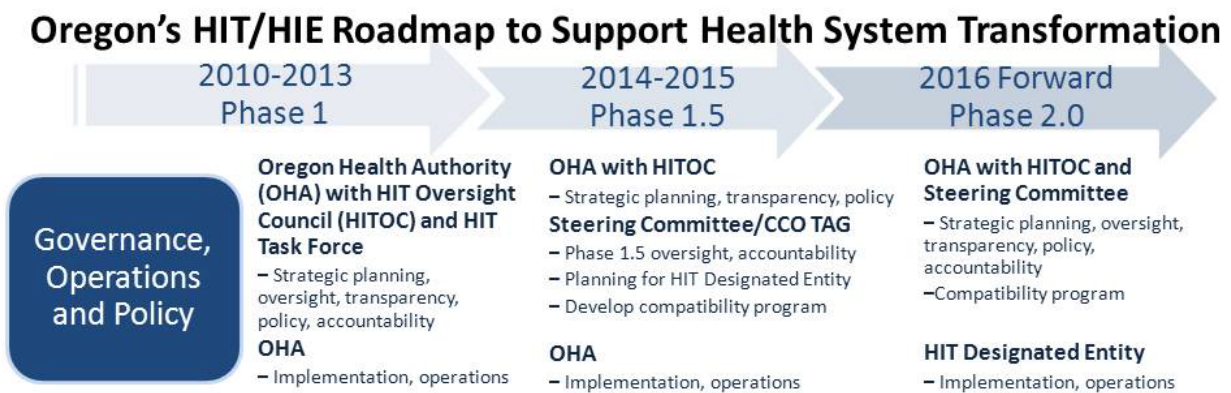 Oregon's HIT/HIE Roadmap to Support Health System Transformation
2010-2013
Phase 1
2014-2015
Phase 1.5
2016 Forward
Phase 2.0
Governance,
Operations
and Policy
Oregon Health Authority
(OHA) with HIT Oversight
Council (HITOC) and HIT
Task Force
– Strategic planning,
oversight, transparency,
policy, accountability
OHA
– Implementation, operations
OHA with HITOC
– Strategic planning, transparency, policy
Steering Committee/CCO TAG
– Phase 1.5 oversight, accountability
– Planning for HIT Designated Entity
– Develop compatibility program
OHA
– Implementation, operations
OHA with HITOC and
Steering Committee
– Strategic planning, oversight,
transparency, policy,
accountability
–Compatibility program
HIT Designated Entity
– Implementation, operations